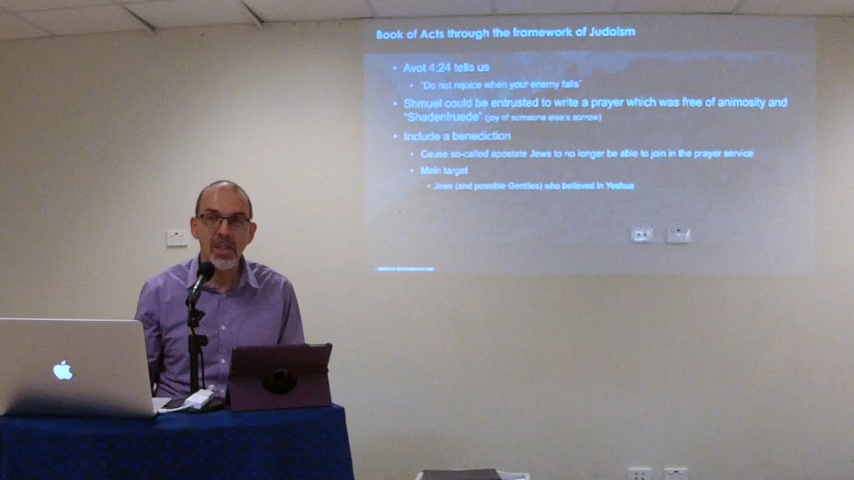 Book of Acts through the framework of Judaism
• Avot 4:24 tells us
• "Do not rejoice when your enemy falls"
• Shmuel could be entrusted to write a prayer which was free of animosity and
"Shadenfruede" (joy of someone else's sorrow)
• Include a benediction
• Cause so-called apostate Jews to no longer be able to join in the prayer service
• Main target
• Jews (and possible Gentiles) who believed in Yeshua